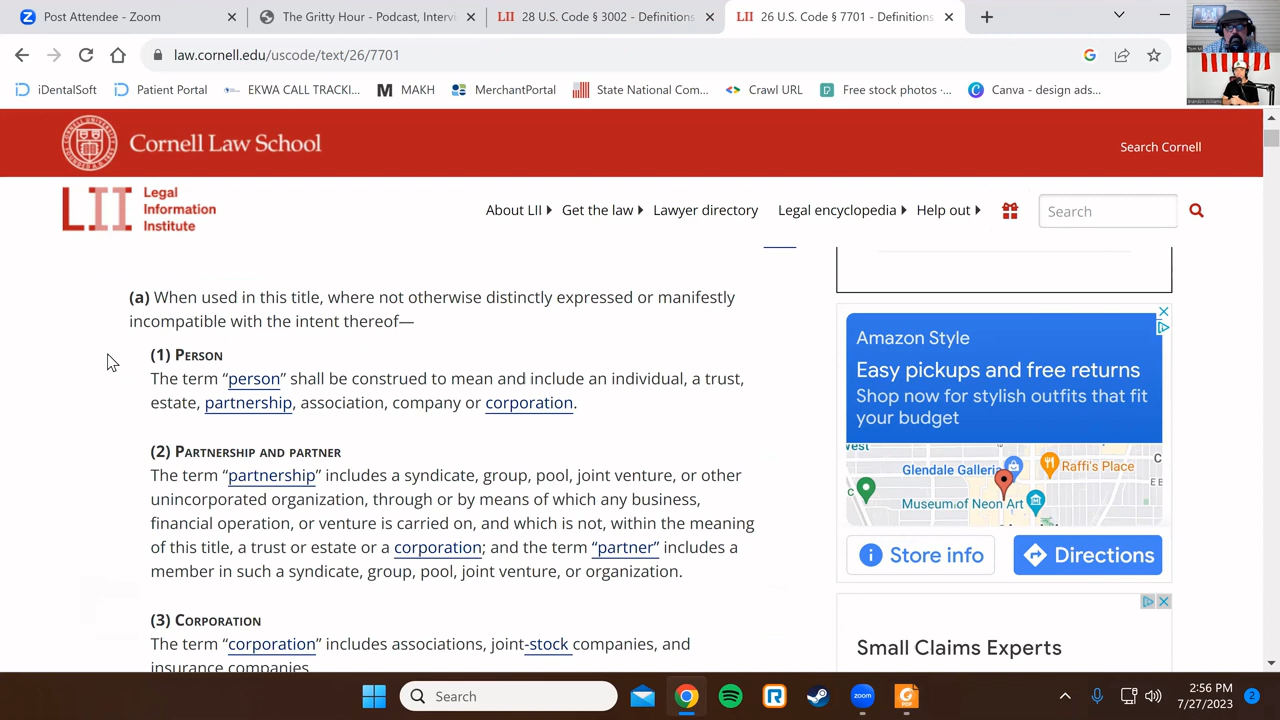 Post Attendee - Zoom
The Gritty Hour - Podcast, Interv
LII 28 U.S. Code § 3002 - Definitions
LII 26 U.S. Code § 7701 - Definitions
law.cornell.edu/uscode/text/26/7701
iDentalSoft
Patient Portal
EKWA CALL TRACKI...
MAKH
MerchantPortal
State National Com...
Crawl URL
Free stock photos ·...
Canva - design ads...
Cornell Law School
Search Cornell
LII Legal
Information
Institute
About LII
Get the law
Lawyer directory
Legal encyclopedia
Help out
Search
(a) When used in this title, where not otherwise distinctly expressed or manifestly
incompatible with the intent thereof—
(1) PERSON
The term “person” shall be construed to mean and include an individual, a trust,
estate, partnership, association, company or corporation.
(2) PARTNERSHIP AND PARTNER
The term “partnership” includes a syndicate, group, pool, joint venture, or other
unincorporated organization, through or by means of which any business,
financial operation, or venture is carried on, and which is not, within the meaning
of this title, a trust or estate or a corporation; and the term “partner” includes a
member in such a syndicate, group, pool, joint venture, or organization.
(3) CORPORATION
The term “corporation” includes associations, joint-stock companies, and
insurance companies.
Amazon Style
Easy pickups and free returns
Shop now for stylish outfits that fit
your budget
West
Glendale Galleria
Raffi's Place
Museum of Neon Art
Store info
Directions
Small Claims Experts
Search
2:56 PM
7/27/2023
2